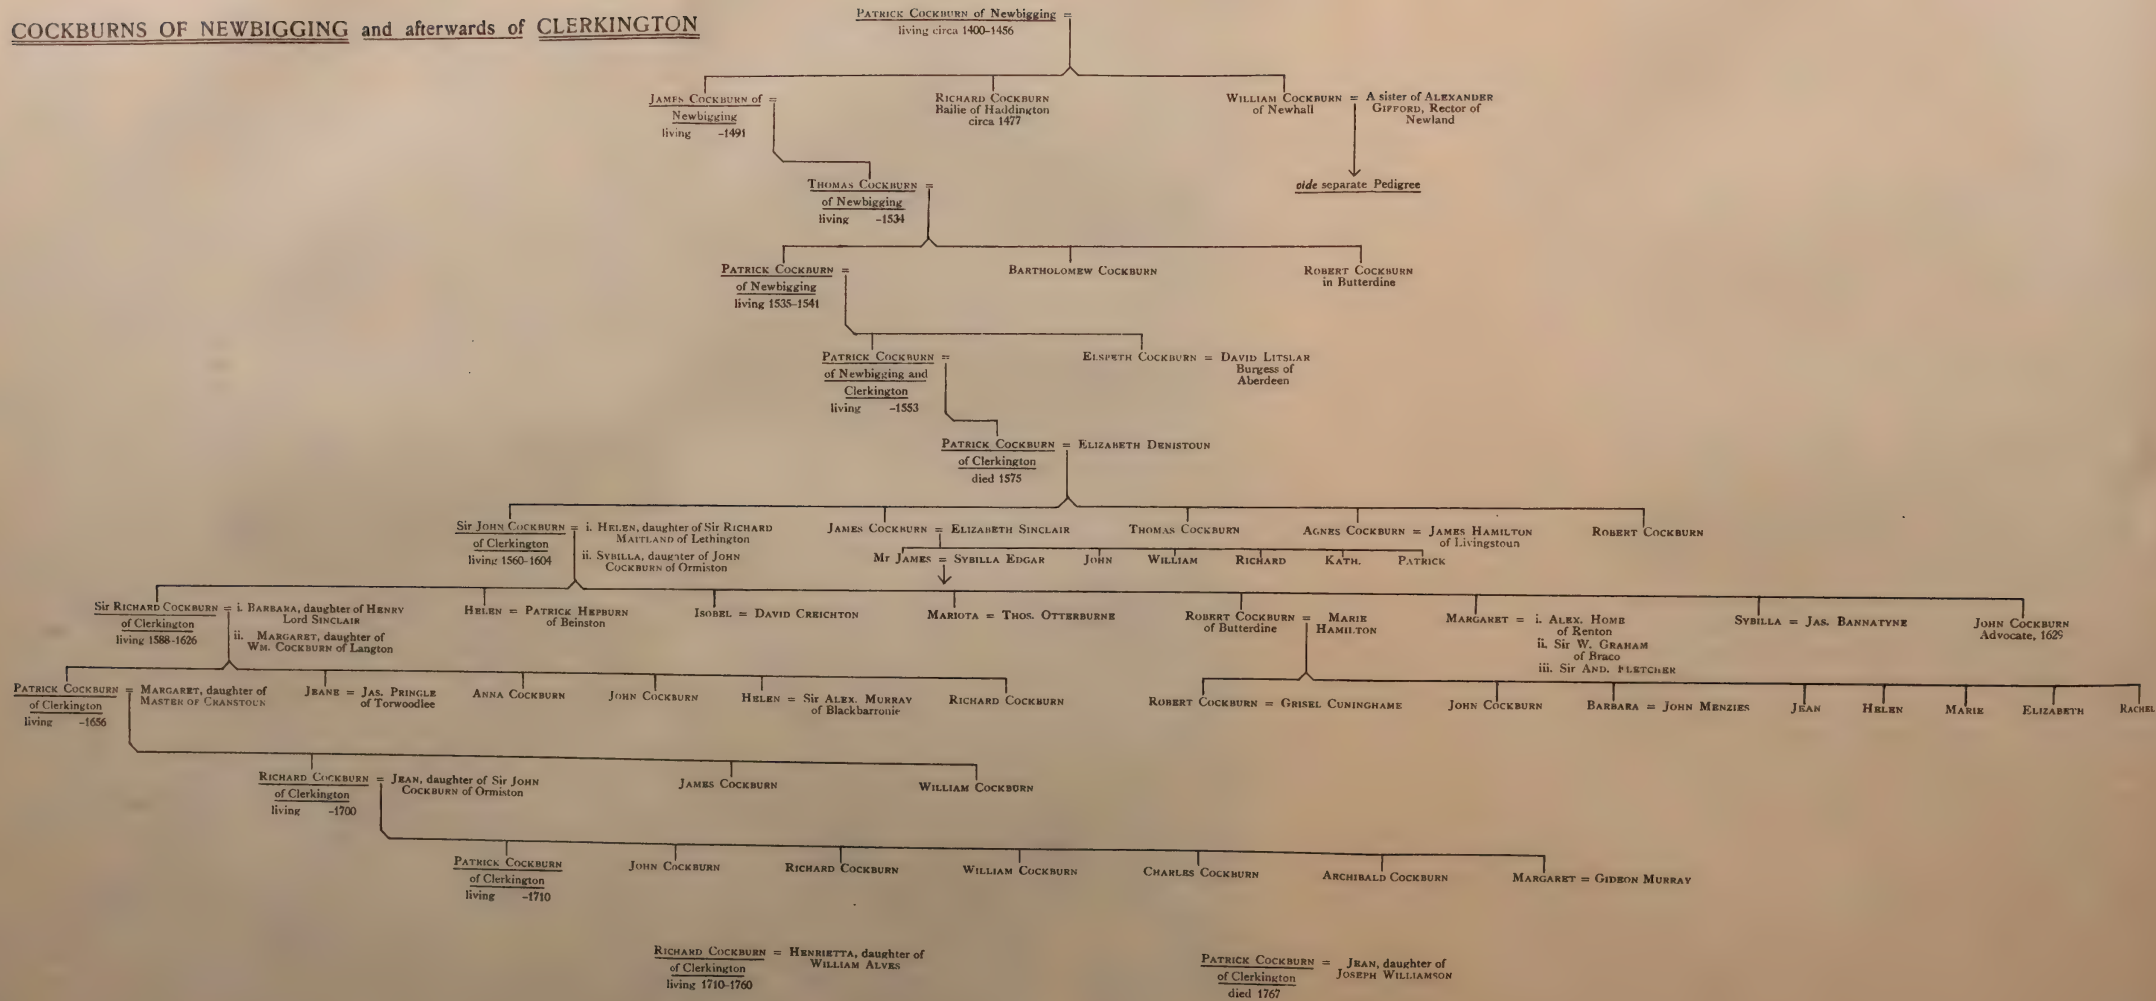 COCKBURNS OF NEWBIGGING and afterwards of CLERKINGTON
PATRICK COCKBURN of Newbigging =
living circa 1400-1456
JAMES COCKBURN of =
Newbigging
living -1491
RICHARD COCKBURN
Bailie of Haddington
circa 1477
WILLIAM COCKBURN =
of Newhall
A sister of ALEXANDER
GIFFORD, Rector of
Newland
vide separate Pedigree
THOMAS COCKBURN =
of Newbigging
living -1534
PATRICK COCKBURN =
of Newbigging
living 1535-1541
BARTHOLOMEW COCKBURN
ROBERT COCKBURN
in Butterdine
PATRICK COCKBURN =
of Newbigging and
Clerkington
living -1553
ELSPETH COCKBURN = DAVID LITSLAR
Burgess of
Aberdeen
PATRICK COCKBURN = ELIZABETH DENISTOUN
of Clerkington
died 1575
Sir JOHN COCKBURN =
of Clerkington
living 1560-1604
i. HELEN, daughter of Sir RICHARD
MAITLAND of Lethington
ii. SYBILLA, daughter of JOHN
COCKBURN of Ormiston
JAMES COCKBURN = ELIZABETH SINCLAIR
THOMAS COCKBURN
AGNES COCKBURN = JAMES HAMILTON
of Livingstoun
ROBERT COCKBURN
Mr JAMES = SYBILLA EDGAR
JOHN
WILLIAM
RICHARD
KATH.
PATRICK
Sir RICHARD COCKBURN =
of Clerkington
living 1588-1626
i. BARBARA, daughter of HENRY
Lord SINCLAIR
ii. MARGARET, daughter of
WM. COCKBURN of Langton
HELEN = PATRICK HEPBURN
of Beinston
ISOBEL = DAVID CREICHTON
MARIOTA = THOS. OTTERBURNE
ROBERT COCKBURN =
of Butterdine
MARIE
HAMILTON
MARGARET = i. ALEX. HOME
of Renton
ii. Sir W. GRAHAM
of Braco
iii. Sir AND. FLETCHER
SYBILLA = JAS. BANNATYNE
JOHN COCKBURN
Advocate, 1629
PATRICK COCKBURN =
of Clerkington
living -1656
MARGARET, daughter of
MASTER OF CRANSTOUN
JEANE = JAS. PRINGLE
of Torwoodlee
ANNA COCKBURN
JOHN COCKBURN
HELEN = Sir ALEX. MURRAY
of Blackbarronie
RICHARD COCKBURN
ROBERT COCKBURN = GRISEL CUNINGHAME
JOHN COCKBURN
BARBARA = JOHN MENZIES
JEAN
HELEN
MARIE
ELIZABETH
RACHEL
RICHARD COCKBURN =
of Clerkington
living -1700
JEAN, daughter of Sir JOHN
COCKBURN of Ormiston
JAMES COCKBURN
WILLIAM COCKBURN
PATRICK COCKBURN
of Clerkington
living -1710
JOHN COCKBURN
RICHARD COCKBURN
WILLIAM COCKBURN
CHARLES COCKBURN
ARCHIBALD COCKBURN
MARGARET = GIDEON MURRAY
RICHARD COCKBURN =
of Clerkington
living 1710-1760
HENRIETTA, daughter of
WILLIAM ALVES
PATRICK COCKBURN =
of Clerkington
died 1767
JEAN, daughter of
JOSEPH WILLIAMSON